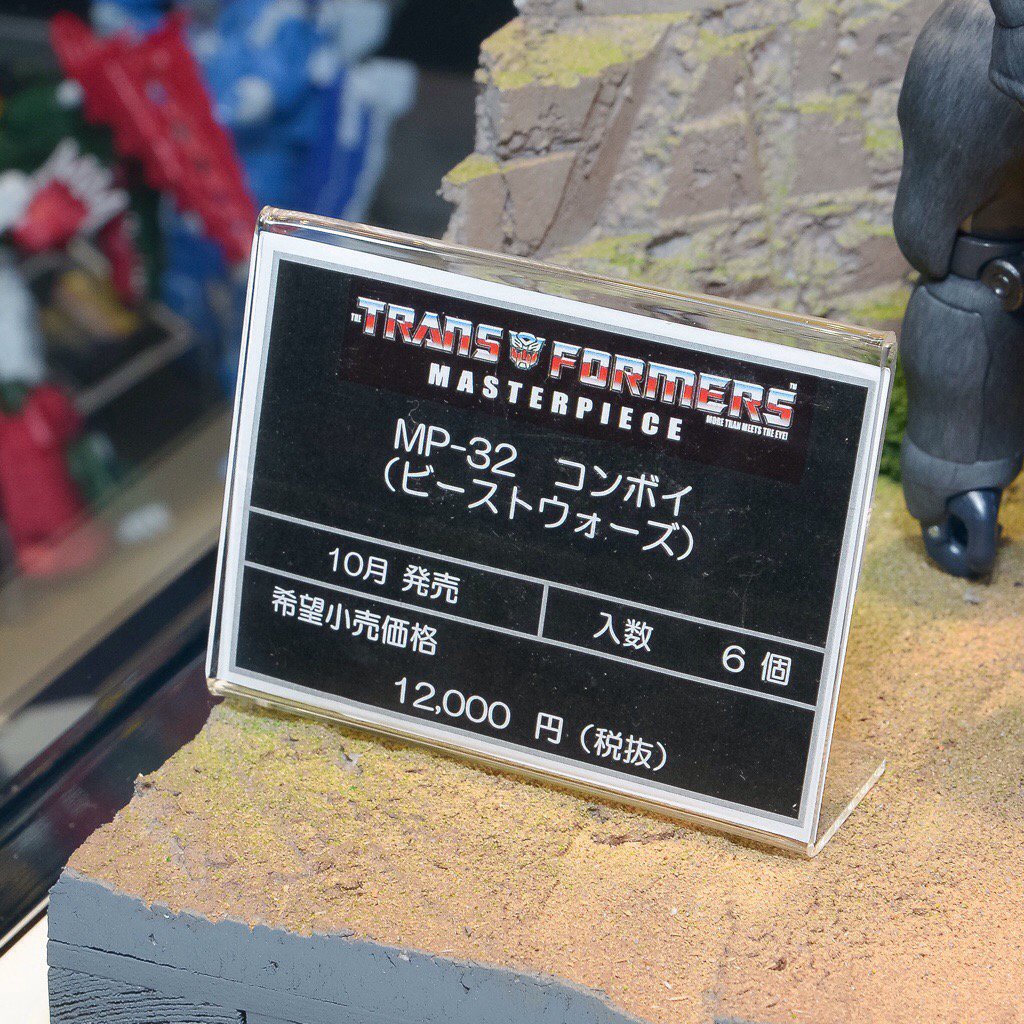 THE TRANSFORMERS™
MORE THAN MEETS THE EYE!
MASTERPIECE
MP-32 コンボイ
（ビーストウォーズ）
10月 発売
入数 6 個
希望小売価格
12,000 円（税抜）